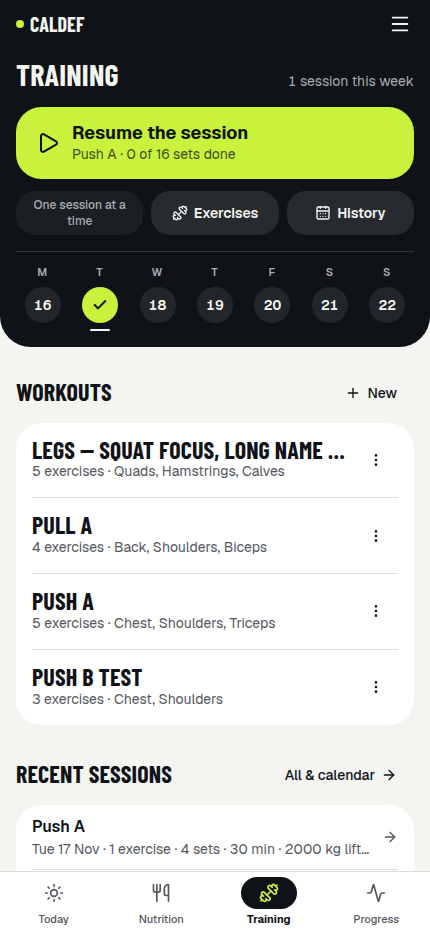 CALDEF
TRAINING
1 session this week
Resume the session
Push A · 0 of 16 sets done
One session at a
time
Exercises
History
M T W T F S S
16 18 19 20 21 22
WORKOUTS
New
LEGS – SQUAT FOCUS, LONG NAME ...
5 exercises · Quads, Hamstrings, Calves
PULL A
4 exercises · Back, Shoulders, Biceps
PUSH A
5 exercises · Chest, Shoulders, Triceps
PUSH B TEST
3 exercises · Chest, Shoulders
RECENT SESSIONS
All & calendar
Push A
Tue 17 Nov · 1 exercise · 4 sets · 30 min · 2000 kg lift...
Today
Nutrition
Training
Progress